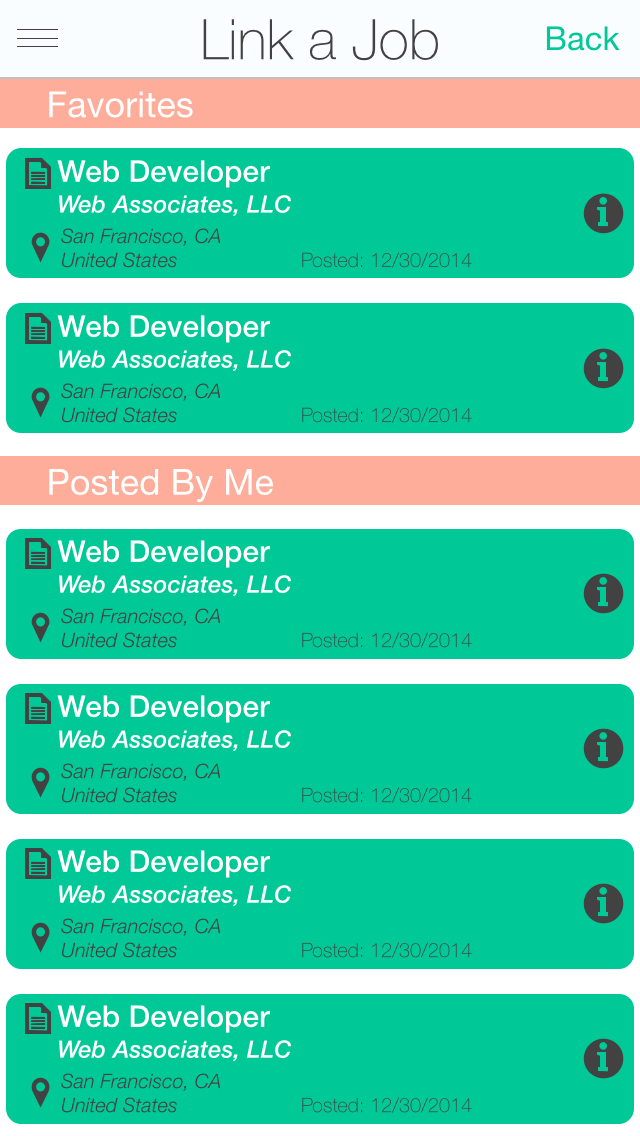 Link a Job
Back
Favorites
Web Developer
Web Associates, LLC
San Francisco, CA
United States
Posted: 12/30/2014
Web Developer
Web Associates, LLC
San Francisco, CA
United States
Posted: 12/30/2014
Posted By Me
Web Developer
Web Associates, LLC
San Francisco, CA
United States
Posted: 12/30/2014
Web Developer
Web Associates, LLC
San Francisco, CA
United States
Posted: 12/30/2014
Web Developer
Web Associates, LLC
San Francisco, CA
United States
Posted: 12/30/2014
Web Developer
Web Associates, LLC
San Francisco, CA
United States
Posted: 12/30/2014